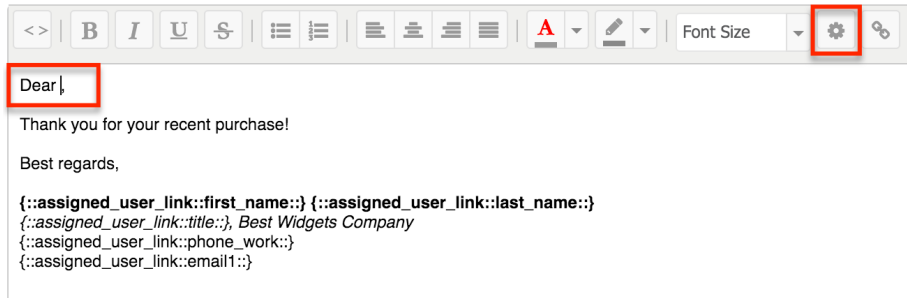 <> B I U S A Font Size
Dear ,
Thank you for your recent purchase!
Best regards,
{::assigned_user_link::first_name::} {::assigned_user_link::last_name::}
{::assigned_user_link::title::}, Best Widgets Company
{::assigned_user_link::phone_work::}
{::assigned_user_link::email1::}